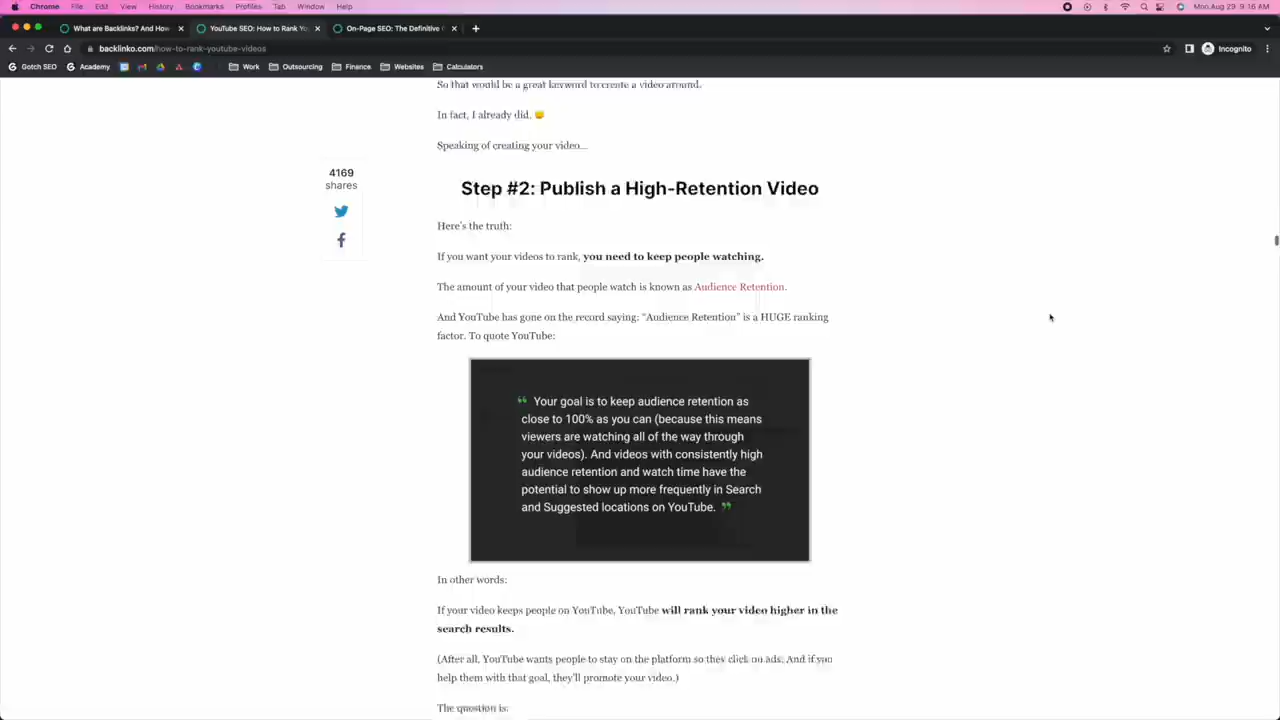 Chrome File Edit View History Bookmarks Profiles Tab Window Help Mon Aug 29 9:16 AM
What are Backlinks? And How YouTube SEO: How to Rank Yo On-Page SEO: The Definitive
backlinko.com/how-to-rank-youtube-videos Incognito
Gotch SEO Academy Work Outsourcing Finance Websites Calculators
So that would be a great keyword to create a video around.
In fact, I already did.
Speaking of creating your video...
4169
shares
Step #2: Publish a High-Retention Video
Here's the truth:
If you want your videos to rank, you need to keep people watching.
The amount of your video that people watch is known as Audience Retention.
And YouTube has gone on the record saying: “Audience Retention” is a HUGE ranking
factor. To quote YouTube:
“ Your goal is to keep audience retention as
close to 100% as you can (because this means
viewers are watching all of the way through
your videos). And videos with consistently high
audience retention and watch time have the
potential to show up more frequently in Search
and Suggested locations on YouTube. ”
In other words:
If your video keeps people on YouTube, YouTube will rank your video higher in the
search results.
(After all, YouTube wants people to stay on the platform so they click on ads. And if you
help them with that goal, they'll promote your video.)
The question is: